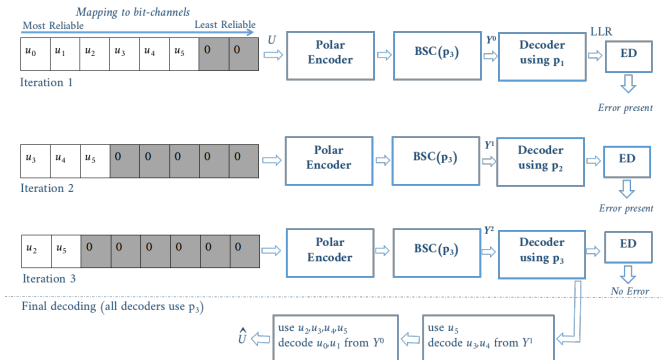 Mapping to bit-channels
Most Reliable Least Reliable
u₀ u₁ u₂ u₃ u₄ u₅ 0 0
Iteration 1
U
Polar Encoder
BSC(p₃)
Y⁰
Decoder using p₁
LLR
ED
Error present
u₃ u₄ u₅ 0 0 0 0 0
Iteration 2
Polar Encoder
BSC(p₃)
Y¹
Decoder using p₂
ED
Error present
u₂ u₅ 0 0 0 0 0 0
Iteration 3
Polar Encoder
BSC(p₃)
Y²
Decoder using p₃
ED
No Error
Final decoding (all decoders use p₃)
Û
use u₂,u₃,u₄,u₅
decode u₀,u₁ from Y⁰
use u₅
decode u₃,u₄ from Y¹